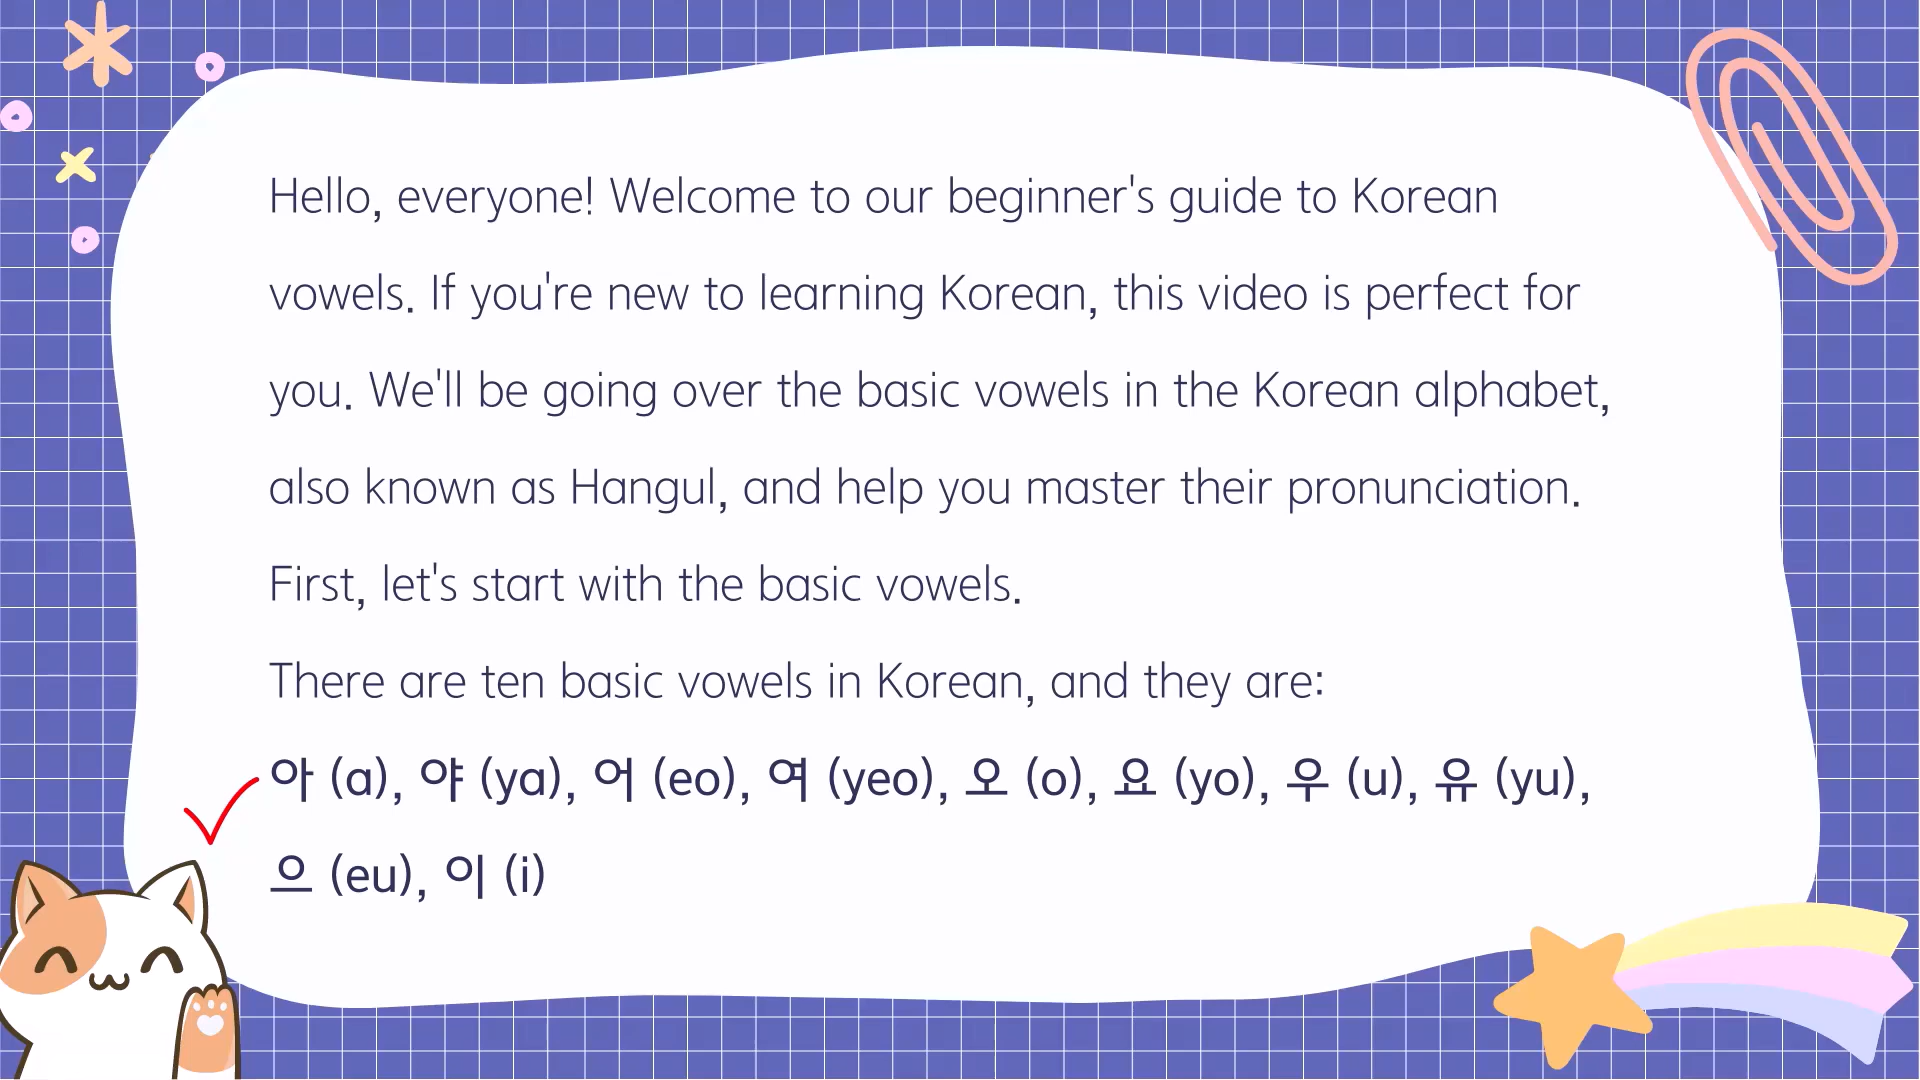 Hello, everyone! Welcome to our beginner's guide to Korean
vowels. If you're new to learning Korean, this video is perfect for
you. We'll be going over the basic vowels in the Korean alphabet,
also known as Hangul, and help you master their pronunciation.
First, let's start with the basic vowels.
There are ten basic vowels in Korean, and they are:
아 (a), 야 (ya), 어 (eo), 여 (yeo), 오 (o), 요 (yo), 우 (u), 유 (yu),
으 (eu), 이 (i)